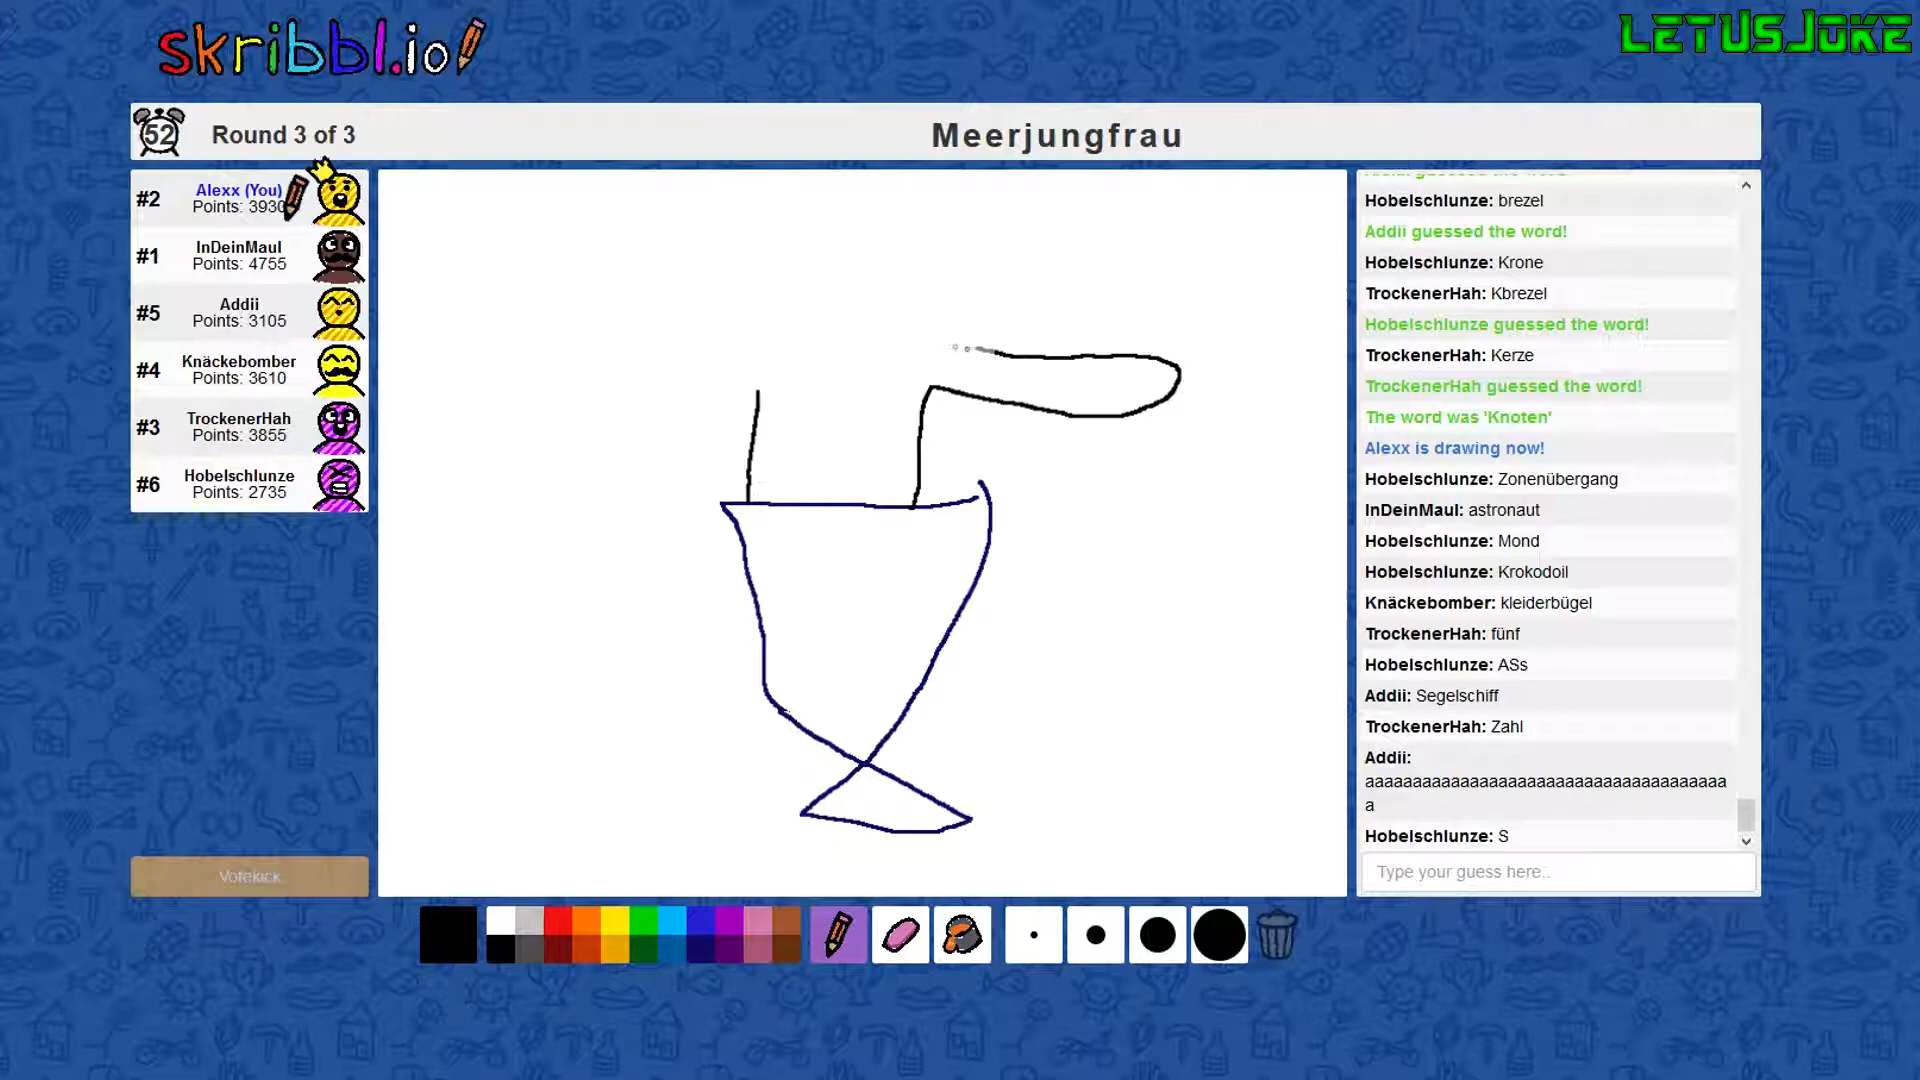 skribbl.io
LETUSJOKE
52
Round 3 of 3
Meerjungfrau
#2
Alexx (You)
Points: 3930
#1
InDeinMaul
Points: 4755
#5
Addii
Points: 3105
#4
Knäckebomber
Points: 3610
#3
TrockenerHah
Points: 3855
#6
Hobelschlunze
Points: 2735
Votekick
Hobelschlunze: brezel
Addii guessed the word!
Hobelschlunze: Krone
TrockenerHah: Kbrezel
Hobelschlunze guessed the word!
TrockenerHah: Kerze
TrockenerHah guessed the word!
The word was 'Knoten'
Alexx is drawing now!
Hobelschlunze: Zonenübergang
InDeinMaul: astronaut
Hobelschlunze: Mond
Hobelschlunze: Krokodoil
Knäckebomber: kleiderbügel
TrockenerHah: fünf
Hobelschlunze: ASs
Addii: Segelschiff
TrockenerHah: Zahl
Addii:
aaaaaaaaaaaaaaaaaaaaaaaaaaaaaaaaaaaaaaa
a
Hobelschlunze: S
Type your guess here..